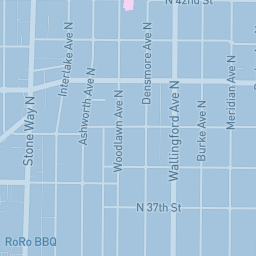 N 42nd St
Interlake Ave N
Densmore Ave N
Meridian Ave N
Ashworth Ave N
Stone Way N
Woodlawn Ave N
Wallingford Ave N
Burke Ave N
N 37th St
RoRo BBQ